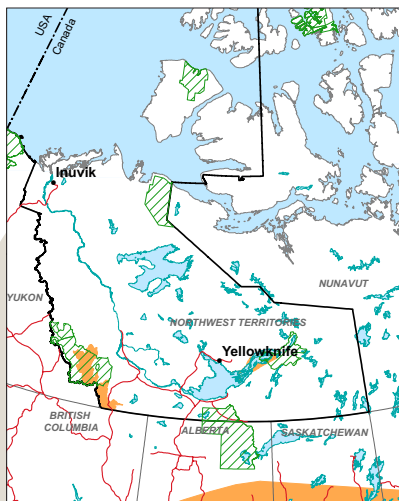 USA
Canada
Inuvik
YUKON
NUNAVUT
NORTHWEST TERRITORIES
Yellowknife
BRITISH
COLUMBIA
ALBERTA
SASKATCHEWAN